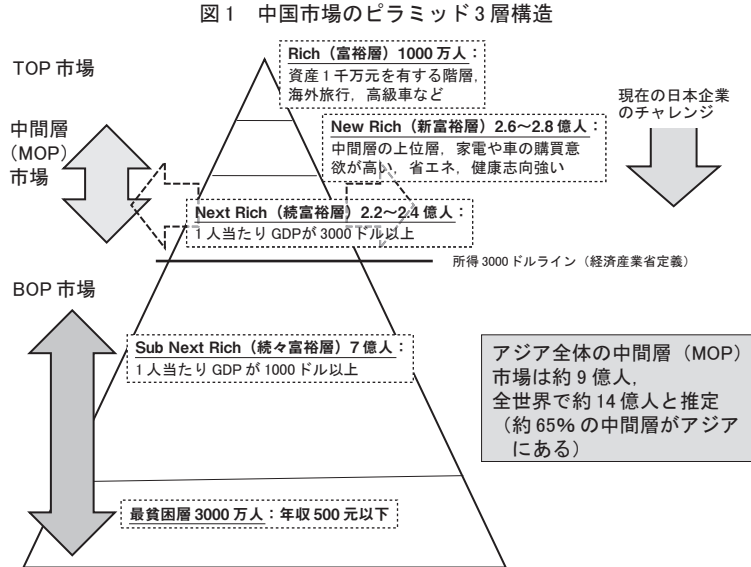 図1 中国市場のピラミッド3層構造
TOP 市場
Rich（富裕層）1000 万人：
資産1千万元を有する階層，
海外旅行，高級車など
現在の日本企業
のチャレンジ
中間層
（MOP）
市場
New Rich（新富裕層）2.6〜2.8 億人：
中間層の上位層，家電や車の購買意
欲が高い，省エネ，健康志向強い
Next Rich（続富裕層）2.2〜2.4 億人：
1人当たり GDPが 3000 ドル以上
所得 3000 ドルライン（経済産業省定義）
BOP 市場
Sub Next Rich（続々富裕層）7 億人：
1人当たり GDP が 1000 ドル以上
アジア全体の中間層（MOP）
市場は約 9 億人，
全世界で約 14 億人と推定
（約 65% の中間層がアジア
にある）
最貧困層 3000 万人：年収 500 元以下